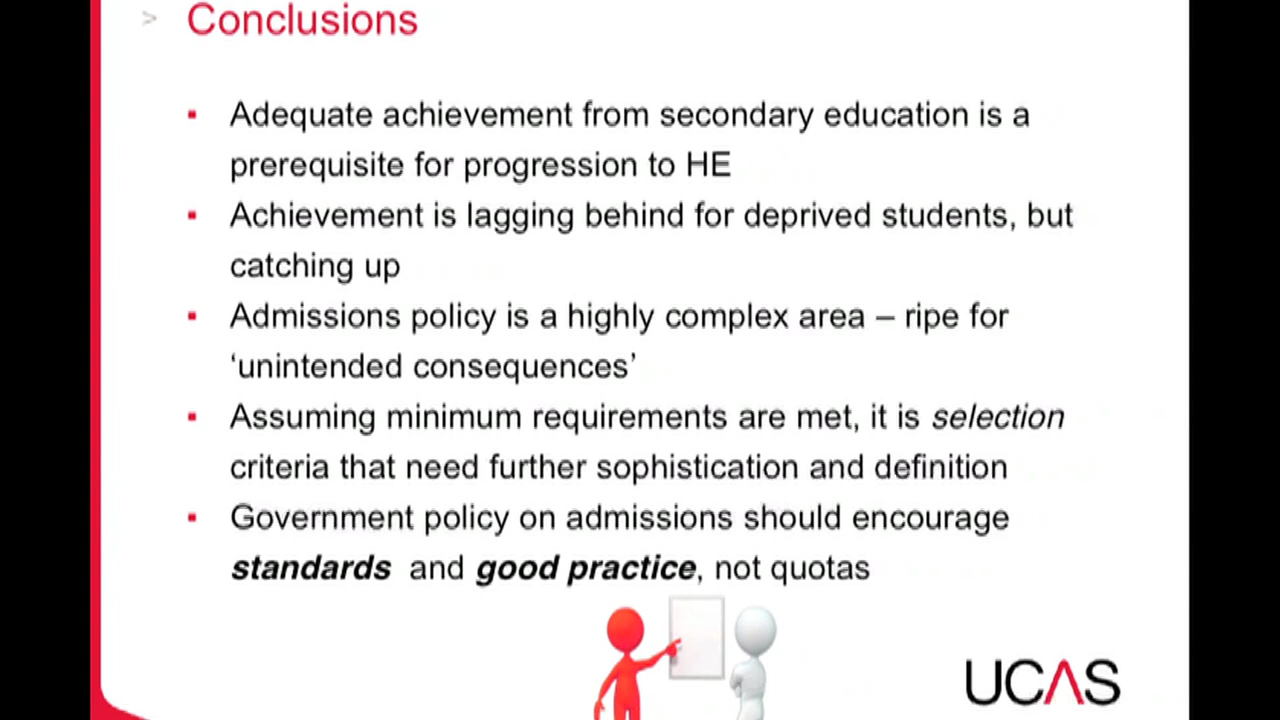 > Conclusions
▪ Adequate achievement from secondary education is a
prerequisite for progression to HE
▪ Achievement is lagging behind for deprived students, but
catching up
▪ Admissions policy is a highly complex area – ripe for
‘unintended consequences’
▪ Assuming minimum requirements are met, it is selection
criteria that need further sophistication and definition
▪ Government policy on admissions should encourage
standards and good practice, not quotas
UCAS